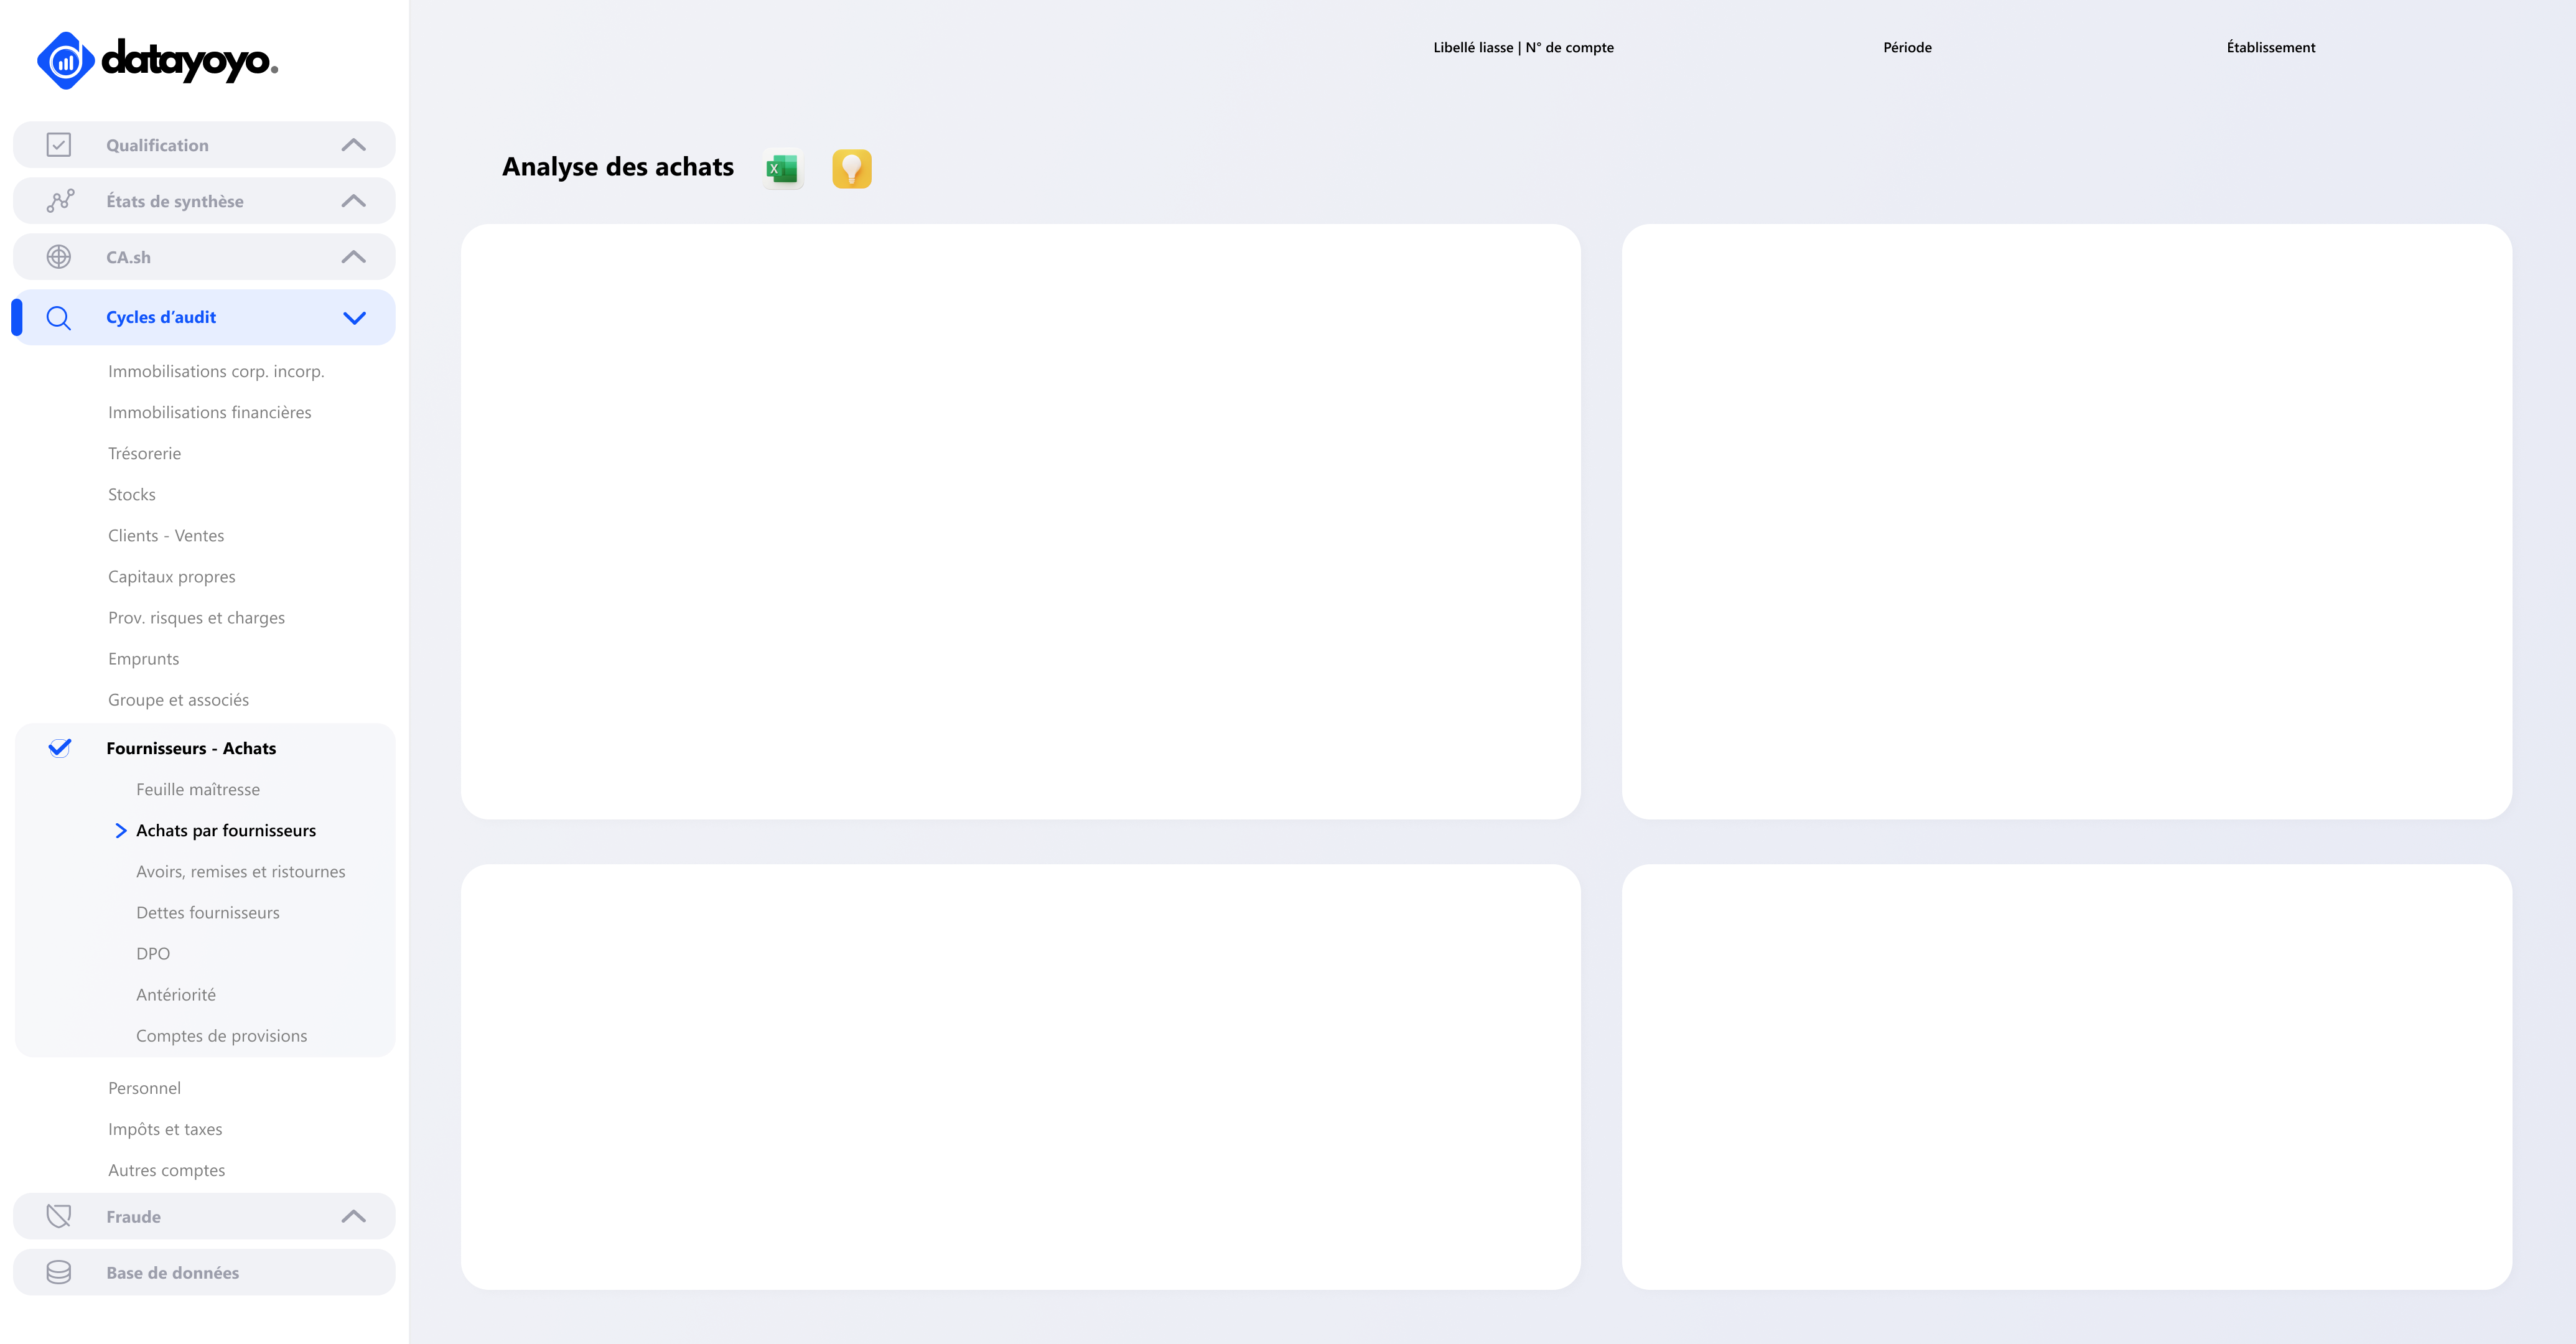 datayoyo.
Libellé liasse | N° de compte
Période
Établissement
Qualification
États de synthèse
CA.sh
Cycles d’audit
Immobilisations corp. incorp.
Immobilisations financières
Trésorerie
Stocks
Clients - Ventes
Capitaux propres
Prov. risques et charges
Emprunts
Groupe et associés
Fournisseurs - Achats
Feuille maîtresse
Achats par fournisseurs
Avoirs, remises et ristournes
Dettes fournisseurs
DPO
Antériorité
Comptes de provisions
Personnel
Impôts et taxes
Autres comptes
Fraude
Base de données
Analyse des achats
X